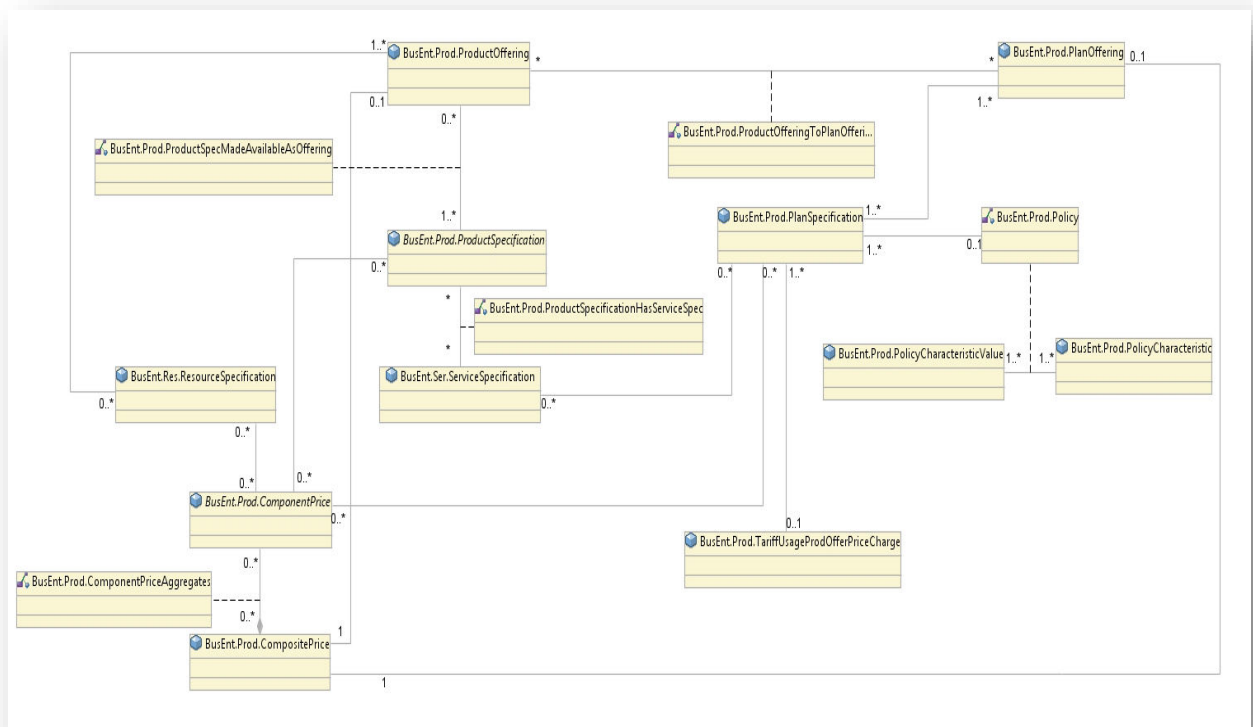 1..*
BusEnt.Prod.ProductOffering
*
*
BusEnt.Prod.PlanOffering
0..1
0..1
1..*
0..*
BusEnt.Prod.ProductOfferingToPlanOfferi...
BusEnt.Prod.ProductSpecMadeAvailableAsOffering
1..*
BusEnt.Prod.PlanSpecification
1..*
BusEnt.Prod.Policy
BusEnt.Prod.ProductSpecification
0..*
1..*
0..1
0..*
0..*
1..*
*
BusEnt.Prod.ProductSpecificationHasServiceSpec
*
BusEnt.Prod.PolicyCharacteristicValue
1..*
1..*
BusEnt.Prod.PolicyCharacteristic
BusEnt.Res.ResourceSpecification
BusEnt.Ser.ServiceSpecification
0..*
0..*
0..*
0..*
0..*
BusEnt.Prod.ComponentPrice
0..*
0..1
BusEnt.Prod.TariffUsageProdOfferPriceCharge
0..*
BusEnt.Prod.ComponentPriceAggregates
0..*
1
BusEnt.Prod.CompositePrice
1